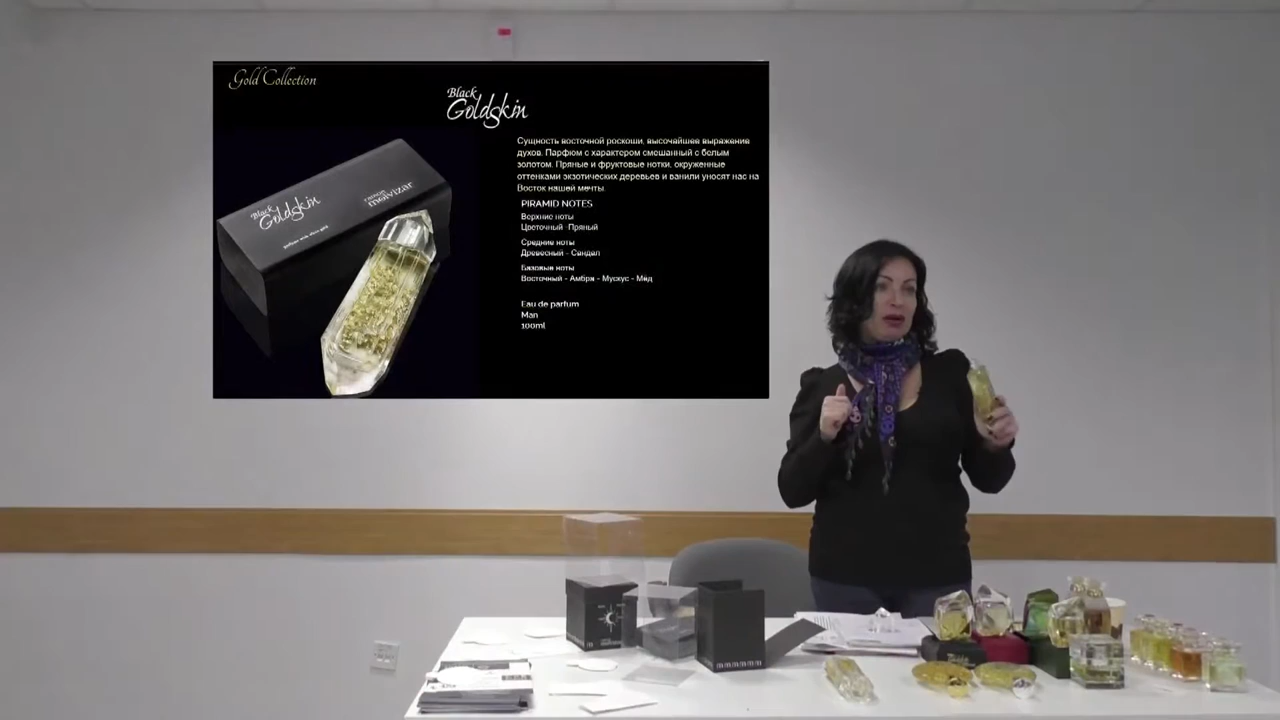 Gold Collection
Black
Goldskin
Сущность восточной роскоши, высочайшее выражение
духов. Парфюм с характером смешанный с белым
золотом. Пряные и фруктовые нотки, окруженные
оттенками экзотических деревьев и ванили уносят нас на
Восток нашей мечты.
PIRAMID NOTES
Верхние ноты
Цветочный -Пряный
Средние ноты
Древесный - Сандал
Базовые ноты
Восточный - Амбра - Мускус - Мёд
Eau de parfum
Man
100ml
Black
Goldskin
ramon
molvizar